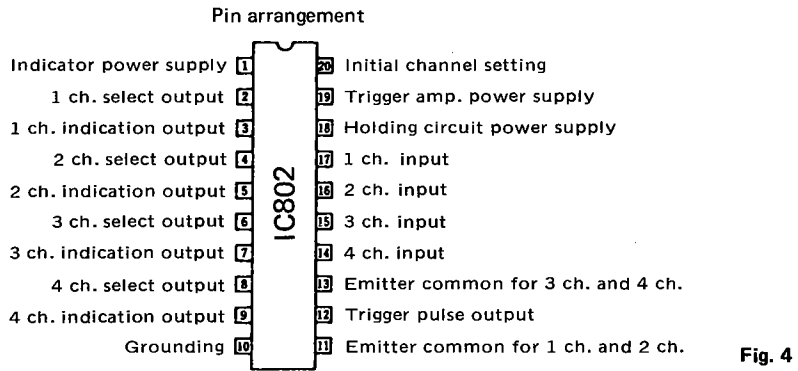 Pin arrangement
Indicator power supply 1 20 Initial channel setting
1 ch. select output 2 19 Trigger amp. power supply
1 ch. indication output 3 18 Holding circuit power supply
2 ch. select output 4 17 1 ch. input
2 ch. indication output 5 16 2 ch. input
3 ch. select output 6 15 3 ch. input
3 ch. indication output 7 14 4 ch. input
4 ch. select output 8 13 Emitter common for 3 ch. and 4 ch.
4 ch. indication output 9 12 Trigger pulse output
Grounding 10 11 Emitter common for 1 ch. and 2 ch.
IC802
Fig. 4